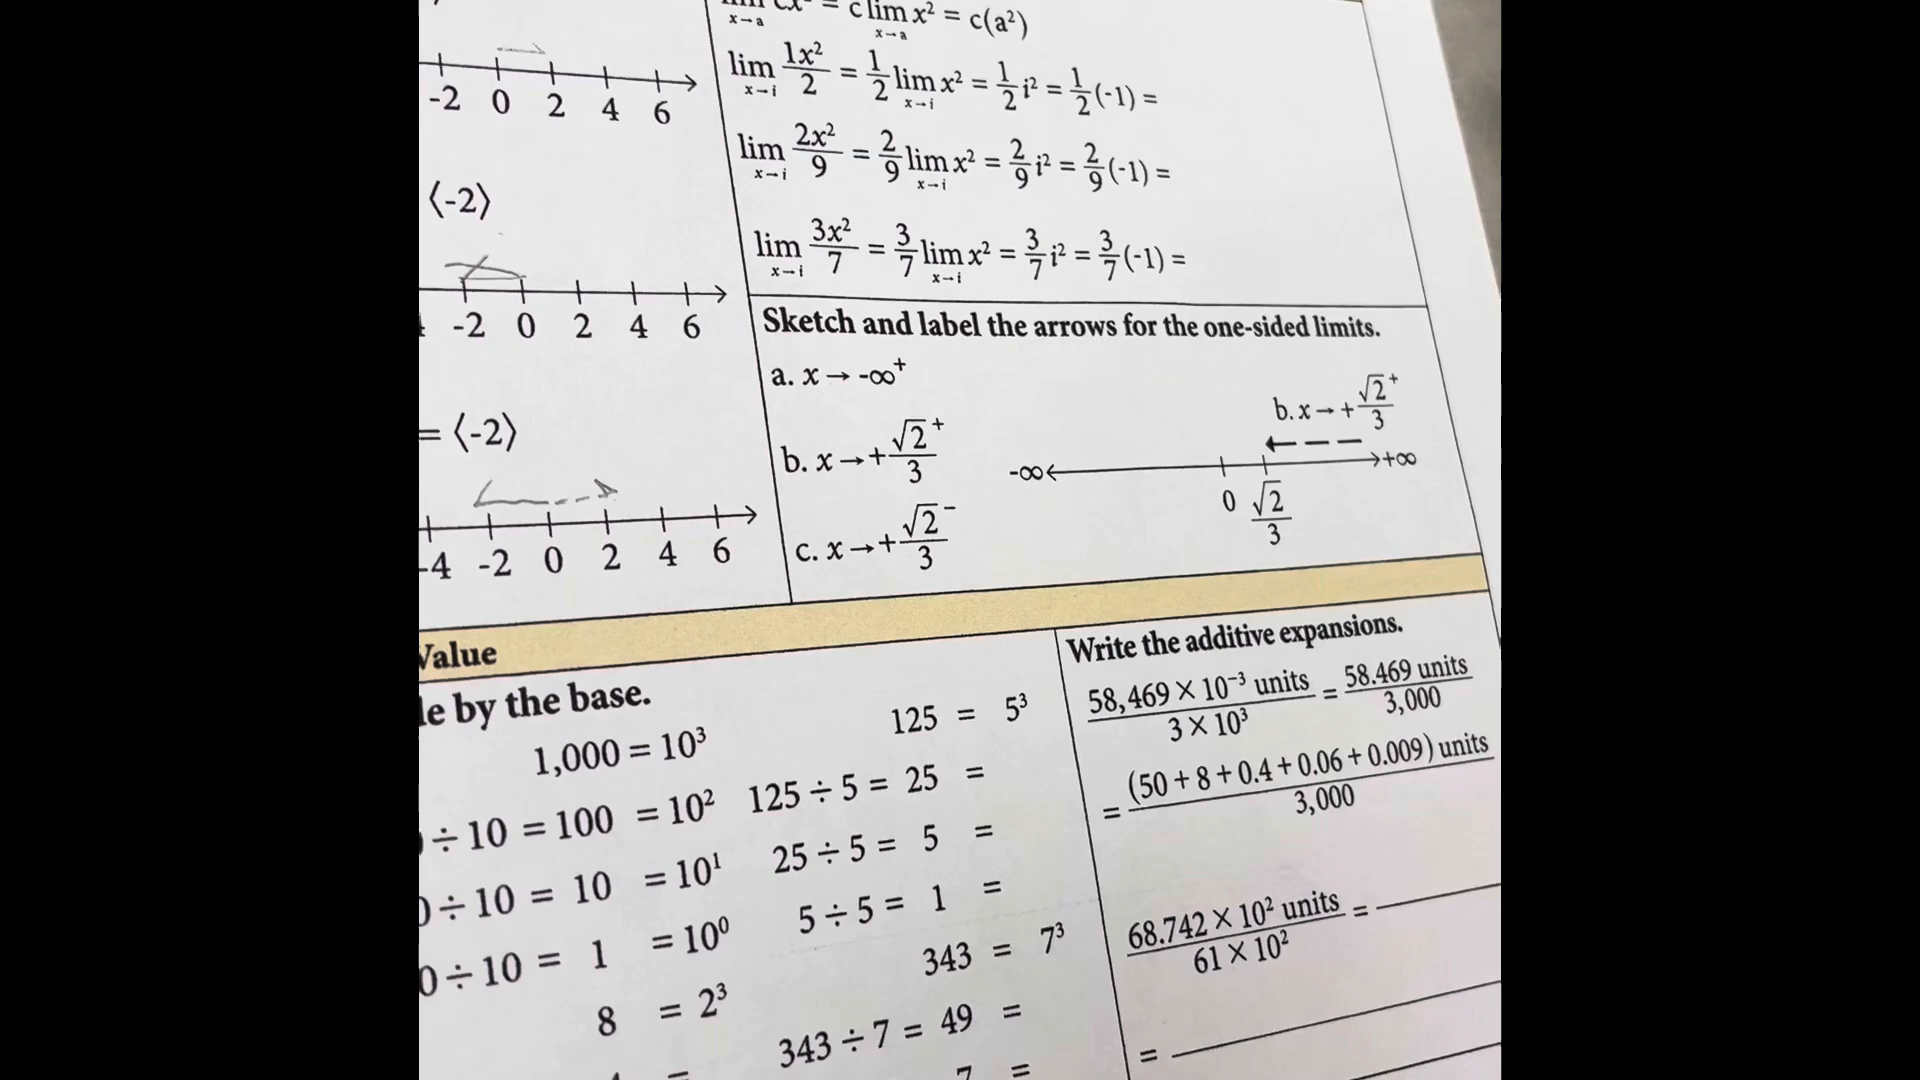 lim x→a cx² = c lim x→a x² = c(a²)
-2 0 2 4 6
lim x→i 1x²/2 = 1/2 lim x→i x² = 1/2 i² = 1/2 (-1) =
lim x→i 2x²/9 = 2/9 lim x→i x² = 2/9 i² = 2/9 (-1) =
⟨-2⟩
lim x→i 3x²/7 = 3/7 lim x→i x² = 3/7 i² = 3/7 (-1) =
-2 0 2 4 6
= ⟨-2⟩
-4 -2 0 2 4 6
Sketch and label the arrows for the one-sided limits.
a. x → -∞⁺
b. x → +√2⁺/3
c. x → +√2⁻/3
b. x → +√2⁺/3
-∞ +∞
0 √2/3
Value
le by the base.
1,000 = 10³
÷ 10 = 100 = 10²
0 ÷ 10 = 10 = 10¹
0 ÷ 10 = 1 = 10⁰
8 = 2³
=
125 = 5³
125 ÷ 5 = 25 =
25 ÷ 5 = 5 =
5 ÷ 5 = 1 =
343 = 7³
343 ÷ 7 = 49 =
7 =
Write the additive expansions.
58,469 × 10⁻³ units / 3 × 10³ = 58.469 units / 3,000
= (50 + 8 + 0.4 + 0.06 + 0.009) units / 3,000
68.742 × 10² units / 61 × 10² =
=